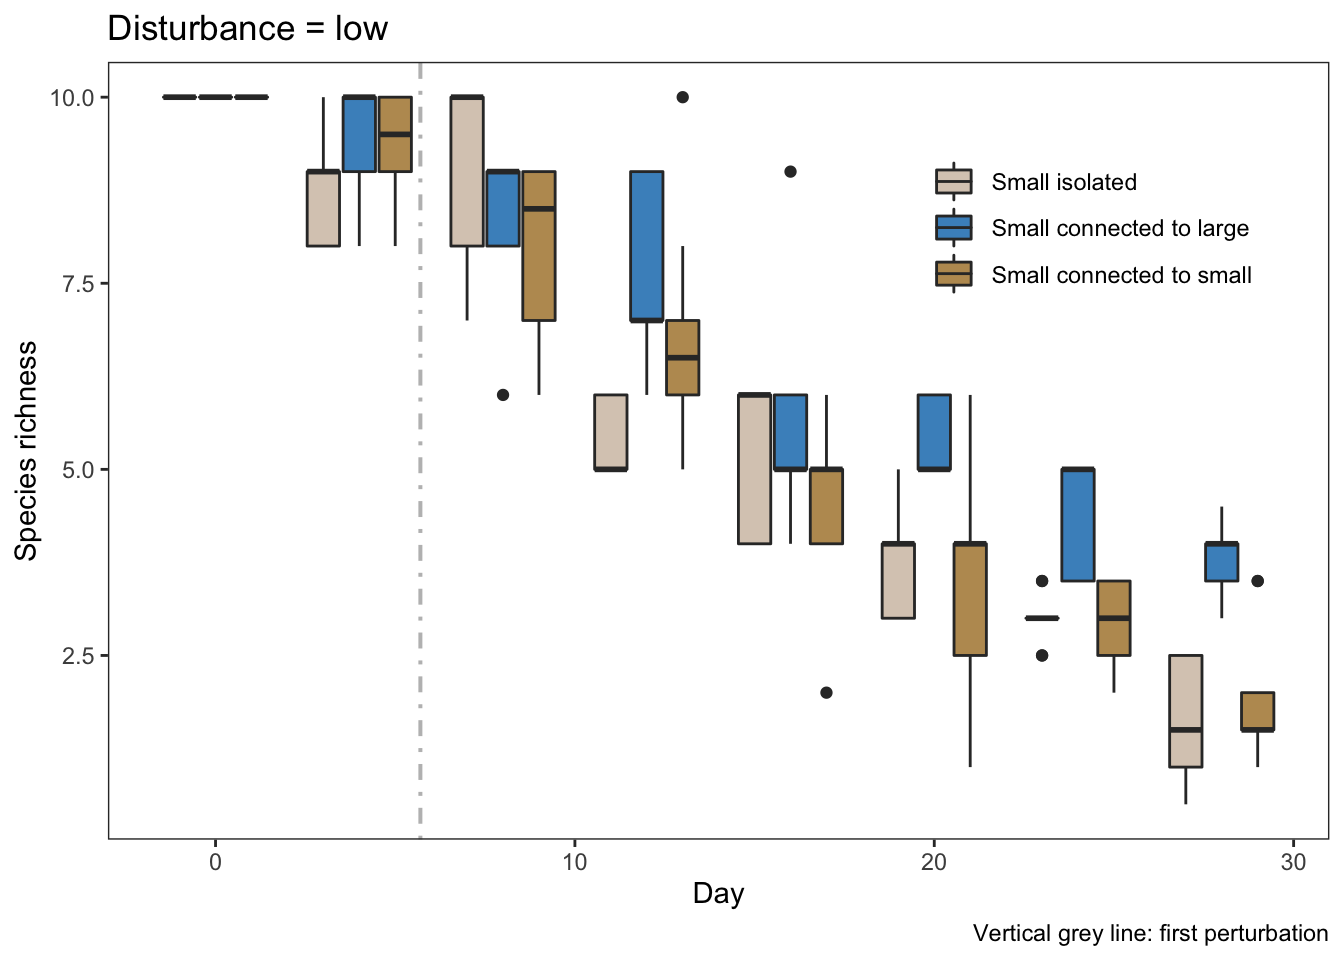 Disturbance = low
Species richness
10.0
7.5
5.0
2.5
Small isolated
Small connected to large
Small connected to small
0 10 20 30
Day
Vertical grey line: first perturbation